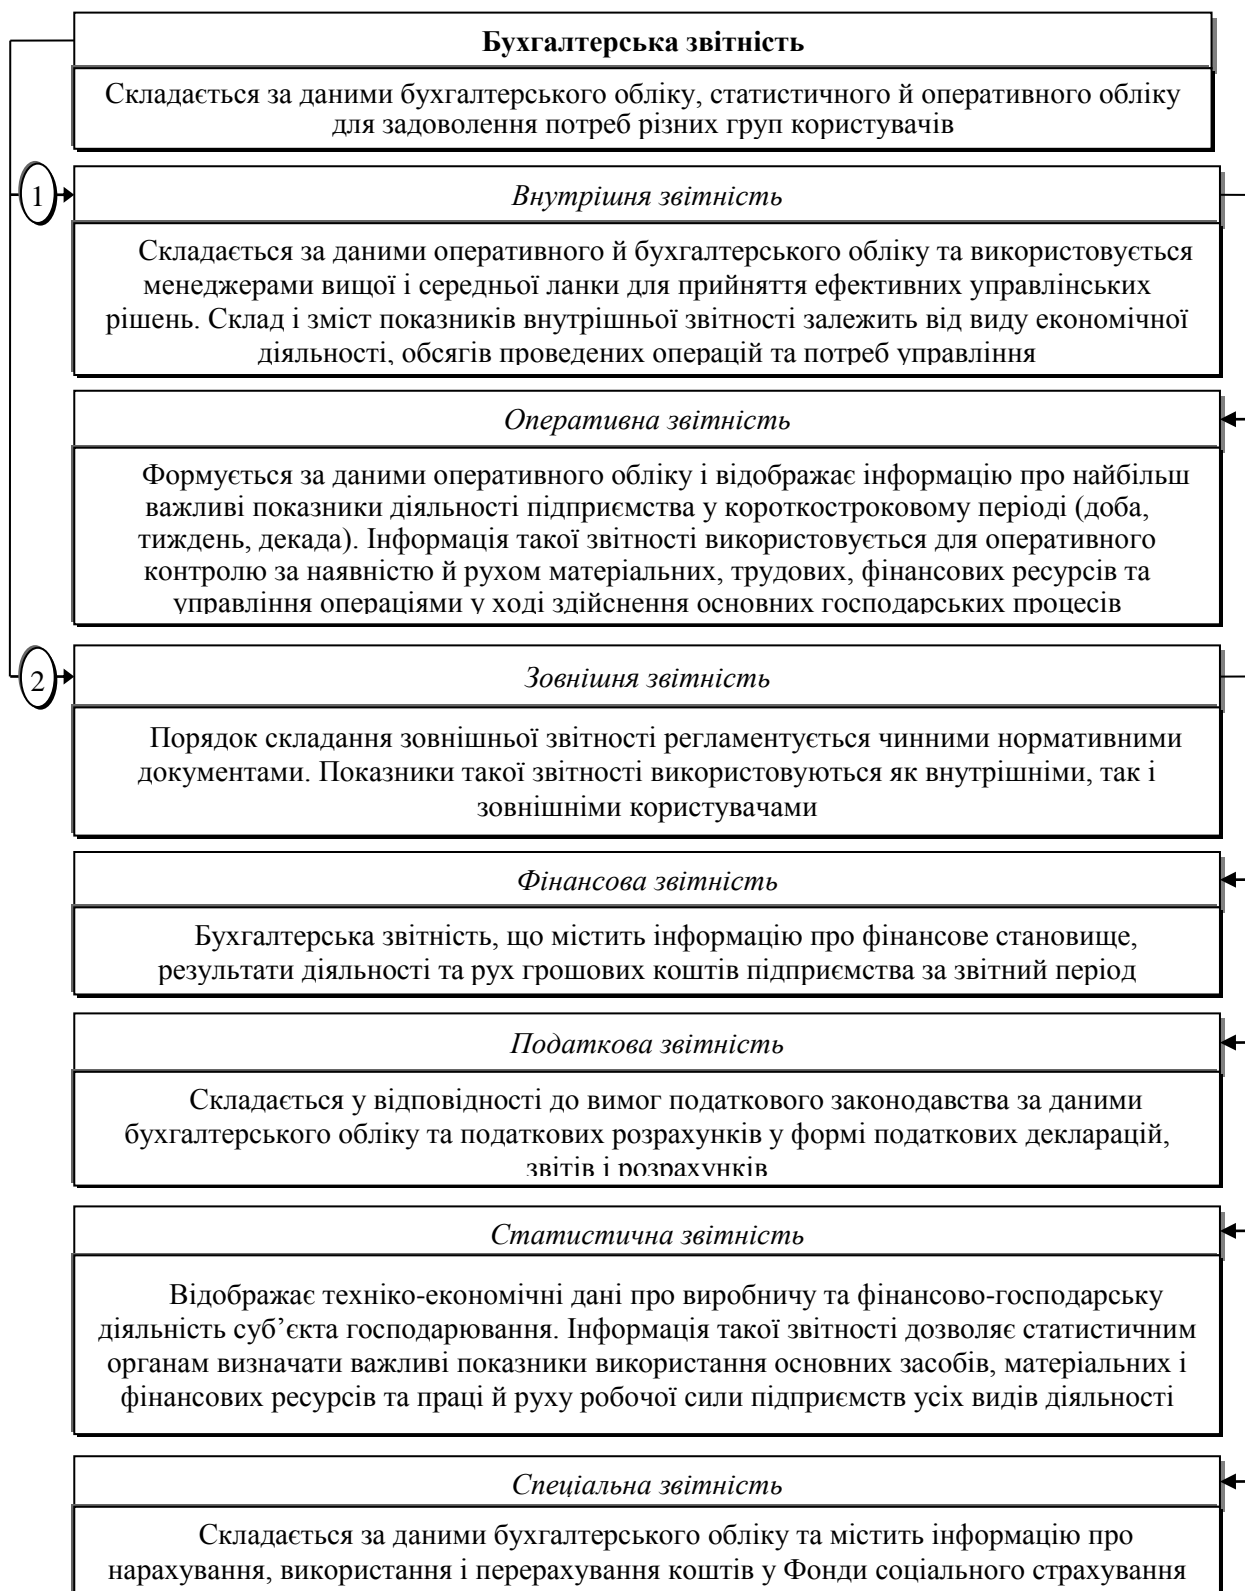 Бухгалтерська звітність
Складається за даними бухгалтерського обліку, статистичного й оперативного обліку
для задоволення потреб різних груп користувачів
1
Внутрішня звітність
Складається за даними оперативного й бухгалтерського обліку та використовується
менеджерами вищої і середньої ланки для прийняття ефективних управлінських
рішень. Склад і зміст показників внутрішньої звітності залежить від виду економічної
діяльності, обсягів проведених операцій та потреб управління
Оперативна звітність
Формується за даними оперативного обліку і відображає інформацію про найбільш
важливі показники діяльності підприємства у короткостроковому періоді (доба,
тиждень, декада). Інформація такої звітності використовується для оперативного
контролю за наявністю й рухом матеріальних, трудових, фінансових ресурсів та
управління операціями у ході здійснення основних господарських процесів
2
Зовнішня звітність
Порядок складання зовнішньої звітності регламентується чинними нормативними
документами. Показники такої звітності використовуються як внутрішніми, так і
зовнішніми користувачами
Фінансова звітність
Бухгалтерська звітність, що містить інформацію про фінансове становище,
результати діяльності та рух грошових коштів підприємства за звітний період
Податкова звітність
Складається у відповідності до вимог податкового законодавства за даними
бухгалтерського обліку та податкових розрахунків у формі податкових декларацій,
звітів і розрахунків
Статистична звітність
Відображає техніко-економічні дані про виробничу та фінансово-господарську
діяльність суб’єкта господарювання. Інформація такої звітності дозволяє статистичним
органам визначати важливі показники використання основних засобів, матеріальних і
фінансових ресурсів та праці й руху робочої сили підприємств усіх видів діяльності
Спеціальна звітність
Складається за даними бухгалтерського обліку та містить інформацію про
нарахування, використання і перерахування коштів у Фонди соціального страхування